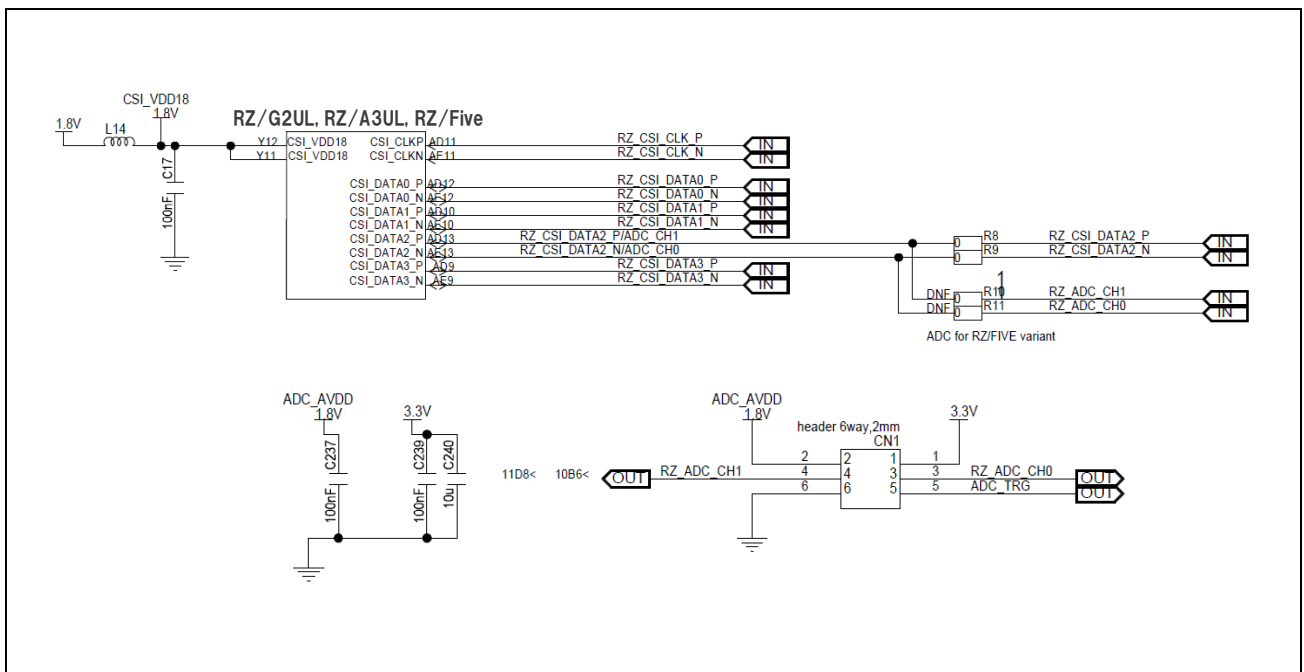 CSI_VDD18
1.8V
1.8V
L14
C17
100nF
RZ/G2UL, RZ/A3UL, RZ/Five
Y12 CSI_VDD18 CSI_CLKP AD11 RZ_CSI_CLK_P IN
Y11 CSI_VDD18 CSI_CLKN AE11 RZ_CSI_CLK_N IN
CSI_DATA0_P AD12 RZ_CSI_DATA0_P IN
CSI_DATA0_N AE12 RZ_CSI_DATA0_N IN
CSI_DATA1_P AD10 RZ_CSI_DATA1_P IN
CSI_DATA1_N AE10 RZ_CSI_DATA1_N IN
CSI_DATA2_P AD13 RZ_CSI_DATA2_P/ADC_CH1 0 R8 RZ_CSI_DATA2_P IN
CSI_DATA2_N AE13 RZ_CSI_DATA2_N/ADC_CH0 0 R9 RZ_CSI_DATA2_N IN
CSI_DATA3_P AD9 RZ_CSI_DATA3_P IN
CSI_DATA3_N AE9 RZ_CSI_DATA3_N IN
1
DNF 0 R10 RZ_ADC_CH1 IN
DNF 0 R11 RZ_ADC_CH0 IN
ADC for RZ/FIVE variant
ADC_AVDD
1.8V
3.3V
C237
100nF
C239
100nF
C240
10u
ADC_AVDD
1.8V
3.3V
header 6way,2mm
CN1
2 2 1 1
11D8< 10B6< OUT RZ_ADC_CH1 4 4 3 3 RZ_ADC_CH0 OUT
6 6 5 5 ADC_TRG OUT